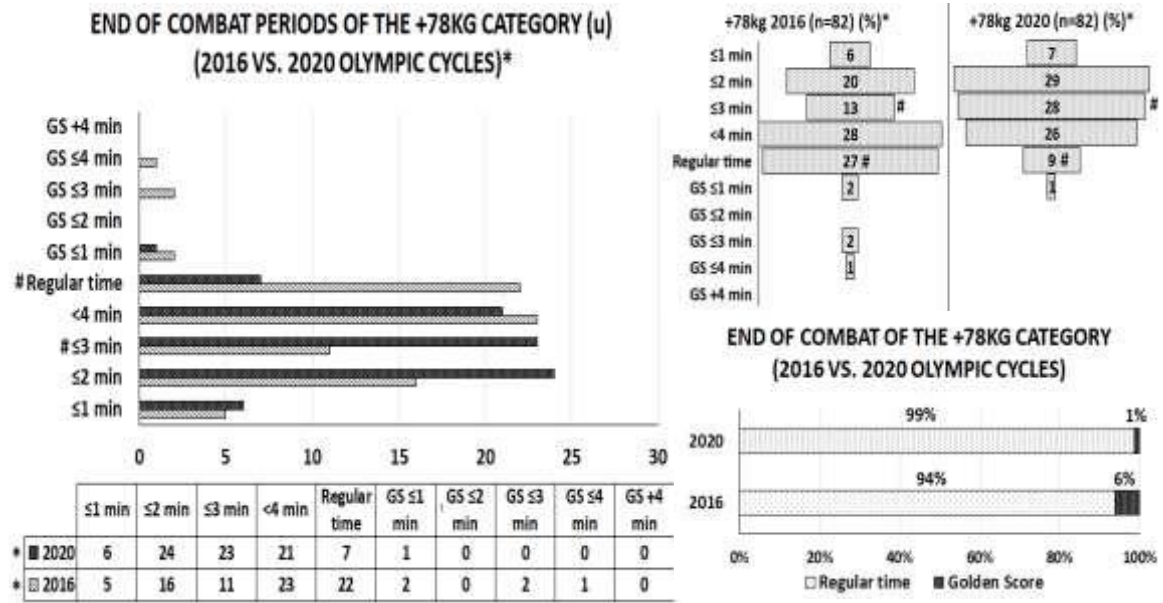 END OF COMBAT PERIODS OF THE +78KG CATEGORY (u)
(2016 VS. 2020 OLYMPIC CYCLES)*
GS +4 min
GS ≤4 min
GS ≤3 min
GS ≤2 min
GS ≤1 min
# Regular time
<4 min
# ≤3 min
≤2 min
≤1 min
0 5 10 15 20 25 30
≤1 min ≤2 min ≤3 min <4 min Regular time GS ≤1 min GS ≤2 min GS ≤3 min GS ≤4 min GS +4 min
* 2020 6 24 23 21 7 1 0 0 0 0
* 2016 5 16 11 23 22 2 0 2 1 0
+78kg 2016 (n=82) (%)* +78kg 2020 (n=82) (%)*
≤1 min 6 7
≤2 min 20 29
≤3 min 13 # 28 #
<4 min 28 26
Regular time 27 # 9 #
GS ≤1 min 2 1
GS ≤2 min
GS ≤3 min 2
GS ≤4 min 1
GS +4 min
END OF COMBAT OF THE +78KG CATEGORY
(2016 VS. 2020 OLYMPIC CYCLES)
99% 1%
2020
94% 6%
2016
0% 20% 40% 60% 80% 100%
Regular time Golden Score